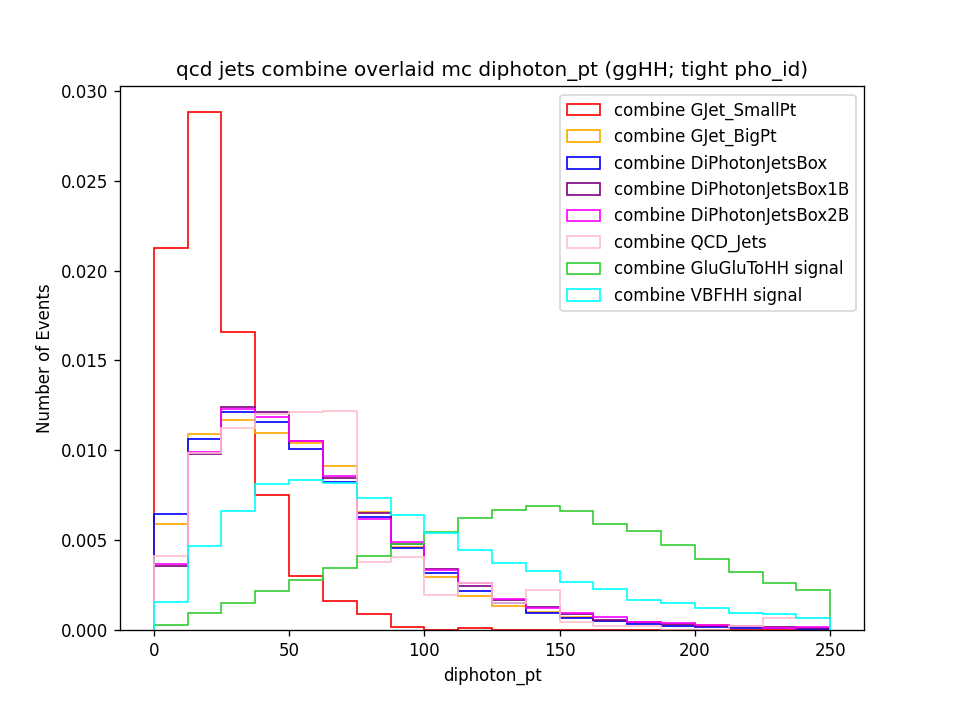 qcd jets combine overlaid mc diphoton_pt (ggHH; tight pho_id)
Number of Events
0.030
0.025
0.020
0.015
0.010
0.005
0.000
combine GJet_SmallPt
combine GJet_BigPt
combine DiPhotonJetsBox
combine DiPhotonJetsBox1B
combine DiPhotonJetsBox2B
combine QCD_Jets
combine GluGluToHH signal
combine VBFHH signal
0 50 100 150 200 250
diphoton_pt